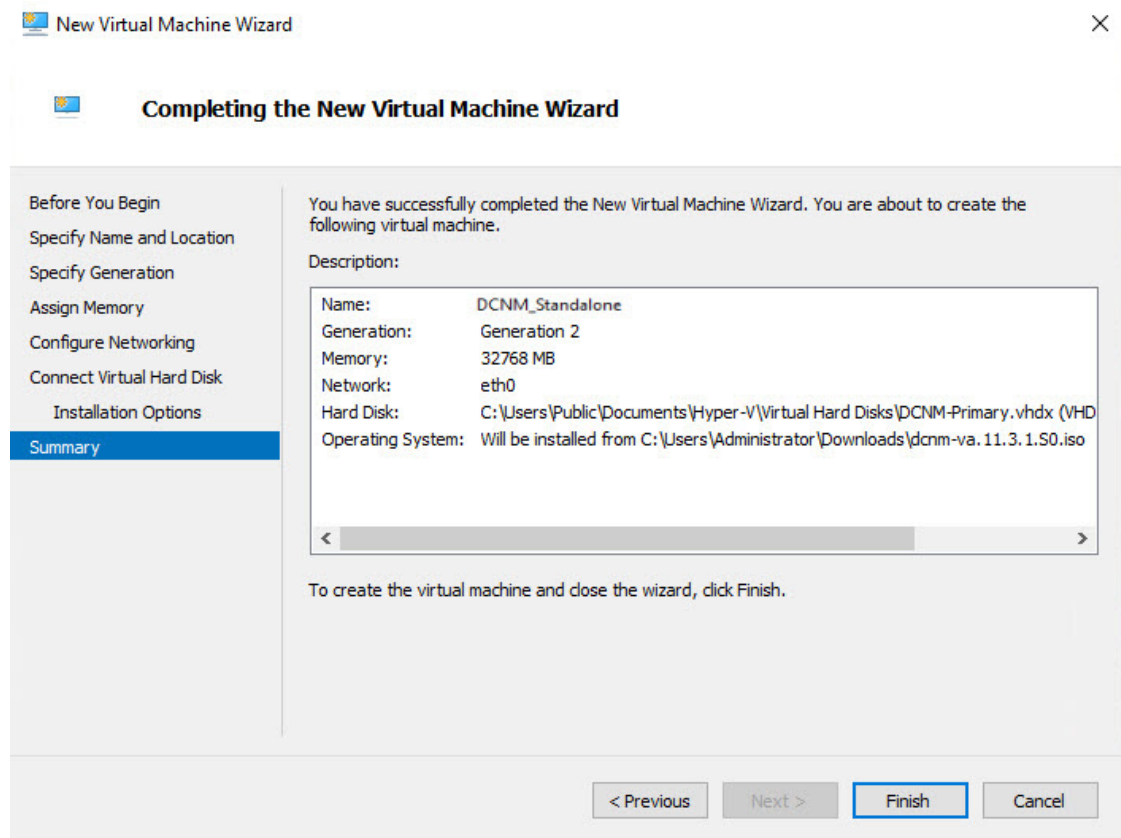 New Virtual Machine Wizard
Completing the New Virtual Machine Wizard
Before You Begin
Specify Name and Location
Specify Generation
Assign Memory
Configure Networking
Connect Virtual Hard Disk
Installation Options
Summary
You have successfully completed the New Virtual Machine Wizard. You are about to create the
following virtual machine.
Description:
Name: DCNM_Standalone
Generation: Generation 2
Memory: 32768 MB
Network: eth0
Hard Disk: C:\Users\Public\Documents\Hyper-V\Virtual Hard Disks\DCNM-Primary.vhdx (VHD
Operating System: Will be installed from C:\Users\Administrator\Downloads\dcnm-va.11.3.1.S0.iso
To create the virtual machine and close the wizard, click Finish.
< Previous Next > Finish Cancel